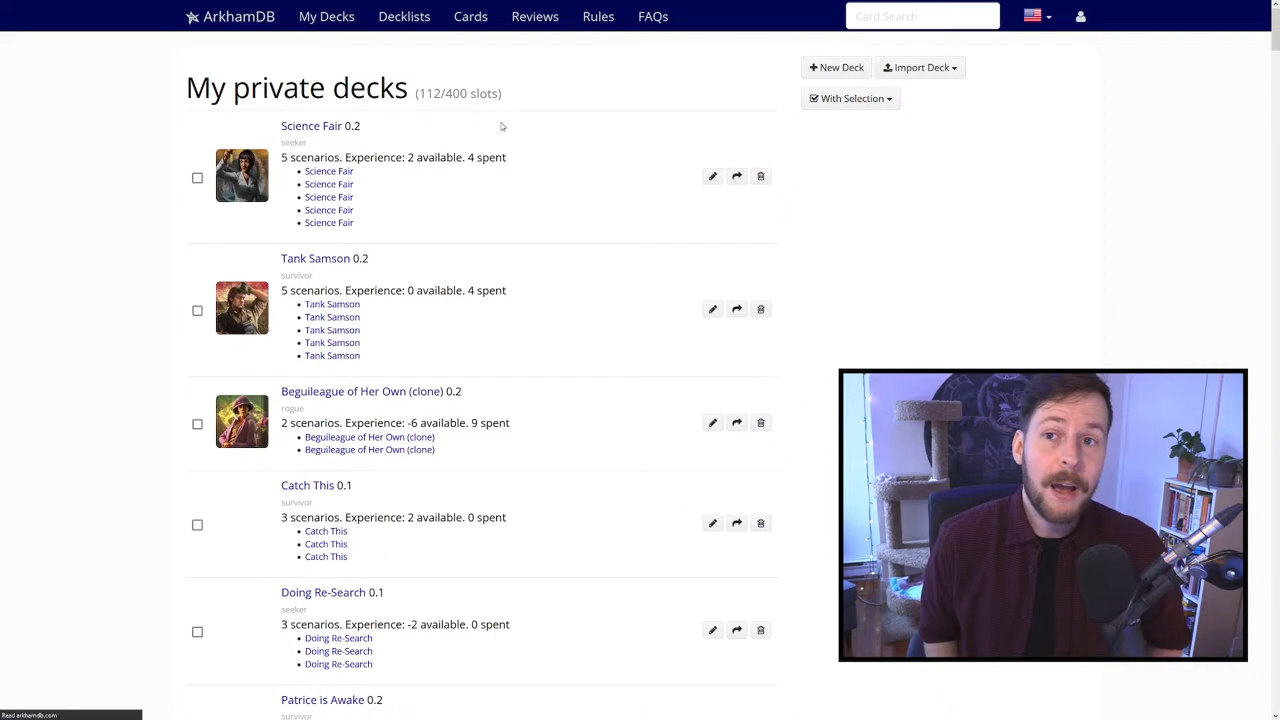 ArkhamDB My Decks Decklists Cards Reviews Rules FAQs Card Search
My private decks (112/400 slots)
New Deck Import Deck
With Selection
Science Fair 0.2
seeker
5 scenarios. Experience: 2 available. 4 spent
Science Fair
Science Fair
Science Fair
Science Fair
Science Fair
Tank Samson 0.2
survivor
5 scenarios. Experience: 0 available. 4 spent
Tank Samson
Tank Samson
Tank Samson
Tank Samson
Tank Samson
Beguileague of Her Own (clone) 0.2
rogue
2 scenarios. Experience: -6 available. 9 spent
Beguileague of Her Own (clone)
Beguileague of Her Own (clone)
Catch This 0.1
survivor
3 scenarios. Experience: 2 available. 0 spent
Catch This
Catch This
Catch This
Doing Re-Search 0.1
seeker
3 scenarios. Experience: -2 available. 0 spent
Doing Re-Search
Doing Re-Search
Doing Re-Search
Patrice is Awake 0.2
survivor
Read arkhamdb.com